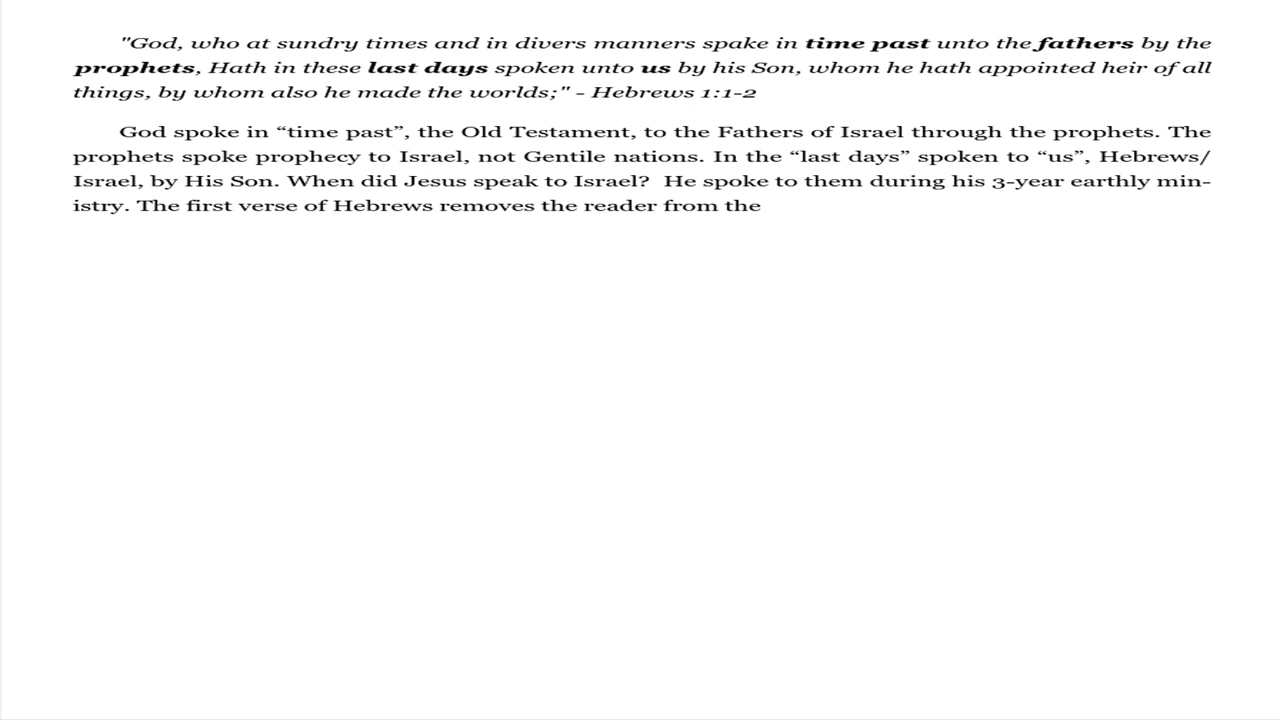 "God, who at sundry times and in divers manners spake in time past unto the fathers by the
prophets, Hath in these last days spoken unto us by his Son, whom he hath appointed heir of all
things, by whom also he made the worlds;" - Hebrews 1:1-2
God spoke in “time past”, the Old Testament, to the Fathers of Israel through the prophets. The
prophets spoke prophecy to Israel, not Gentile nations. In the “last days” spoken to “us”, Hebrews/
Israel, by His Son. When did Jesus speak to Israel?  He spoke to them during his 3-year earthly min-
istry. The first verse of Hebrews removes the reader from the